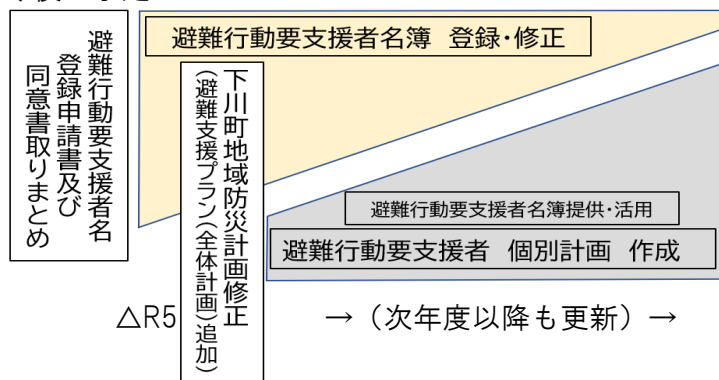 避難行動要支援者名
登録申請書及び
同意書取りまとめ
避難行動要支援者名簿 登録・修正
下川町地域防災計画修正
(避難支援プラン(全体計画)追加)
避難行動要支援者名簿提供・活用
避難行動要支援者 個別計画 作成
△R5
→(次年度以降も更新)→